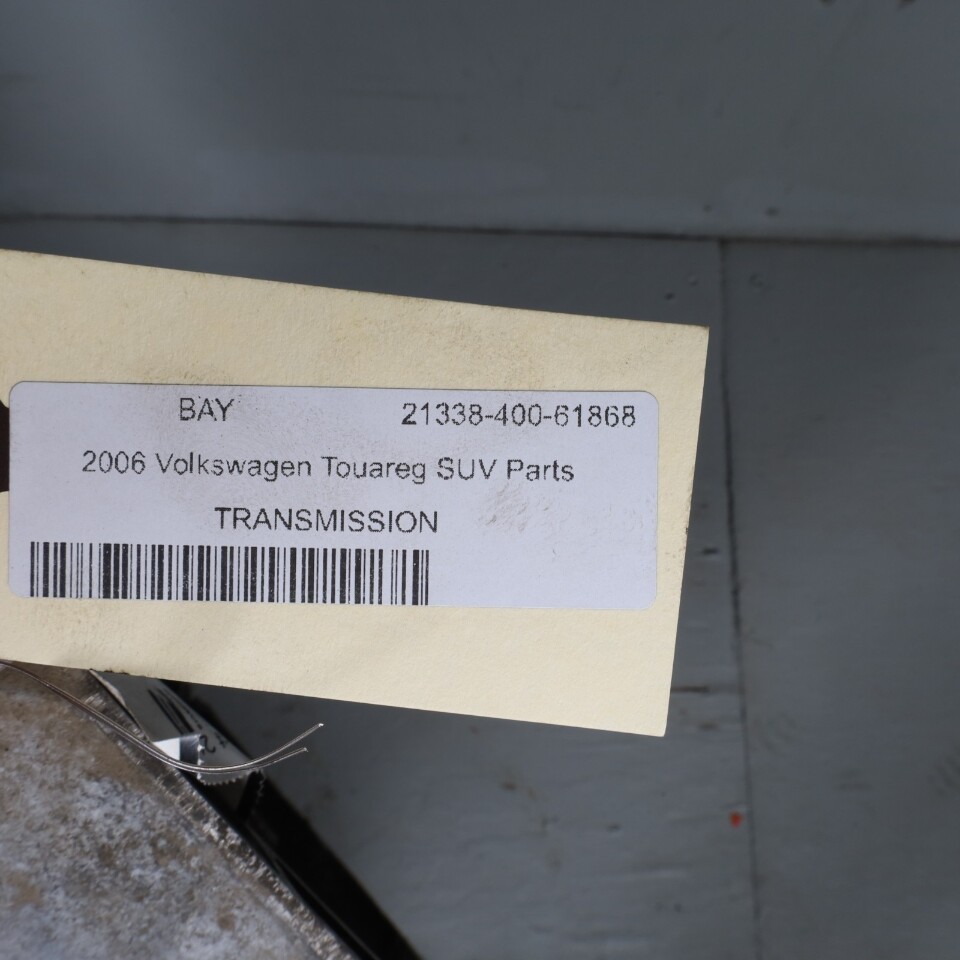 BAY 21338-400-61868
2006 Volkswagen Touareg SUV Parts
TRANSMISSION